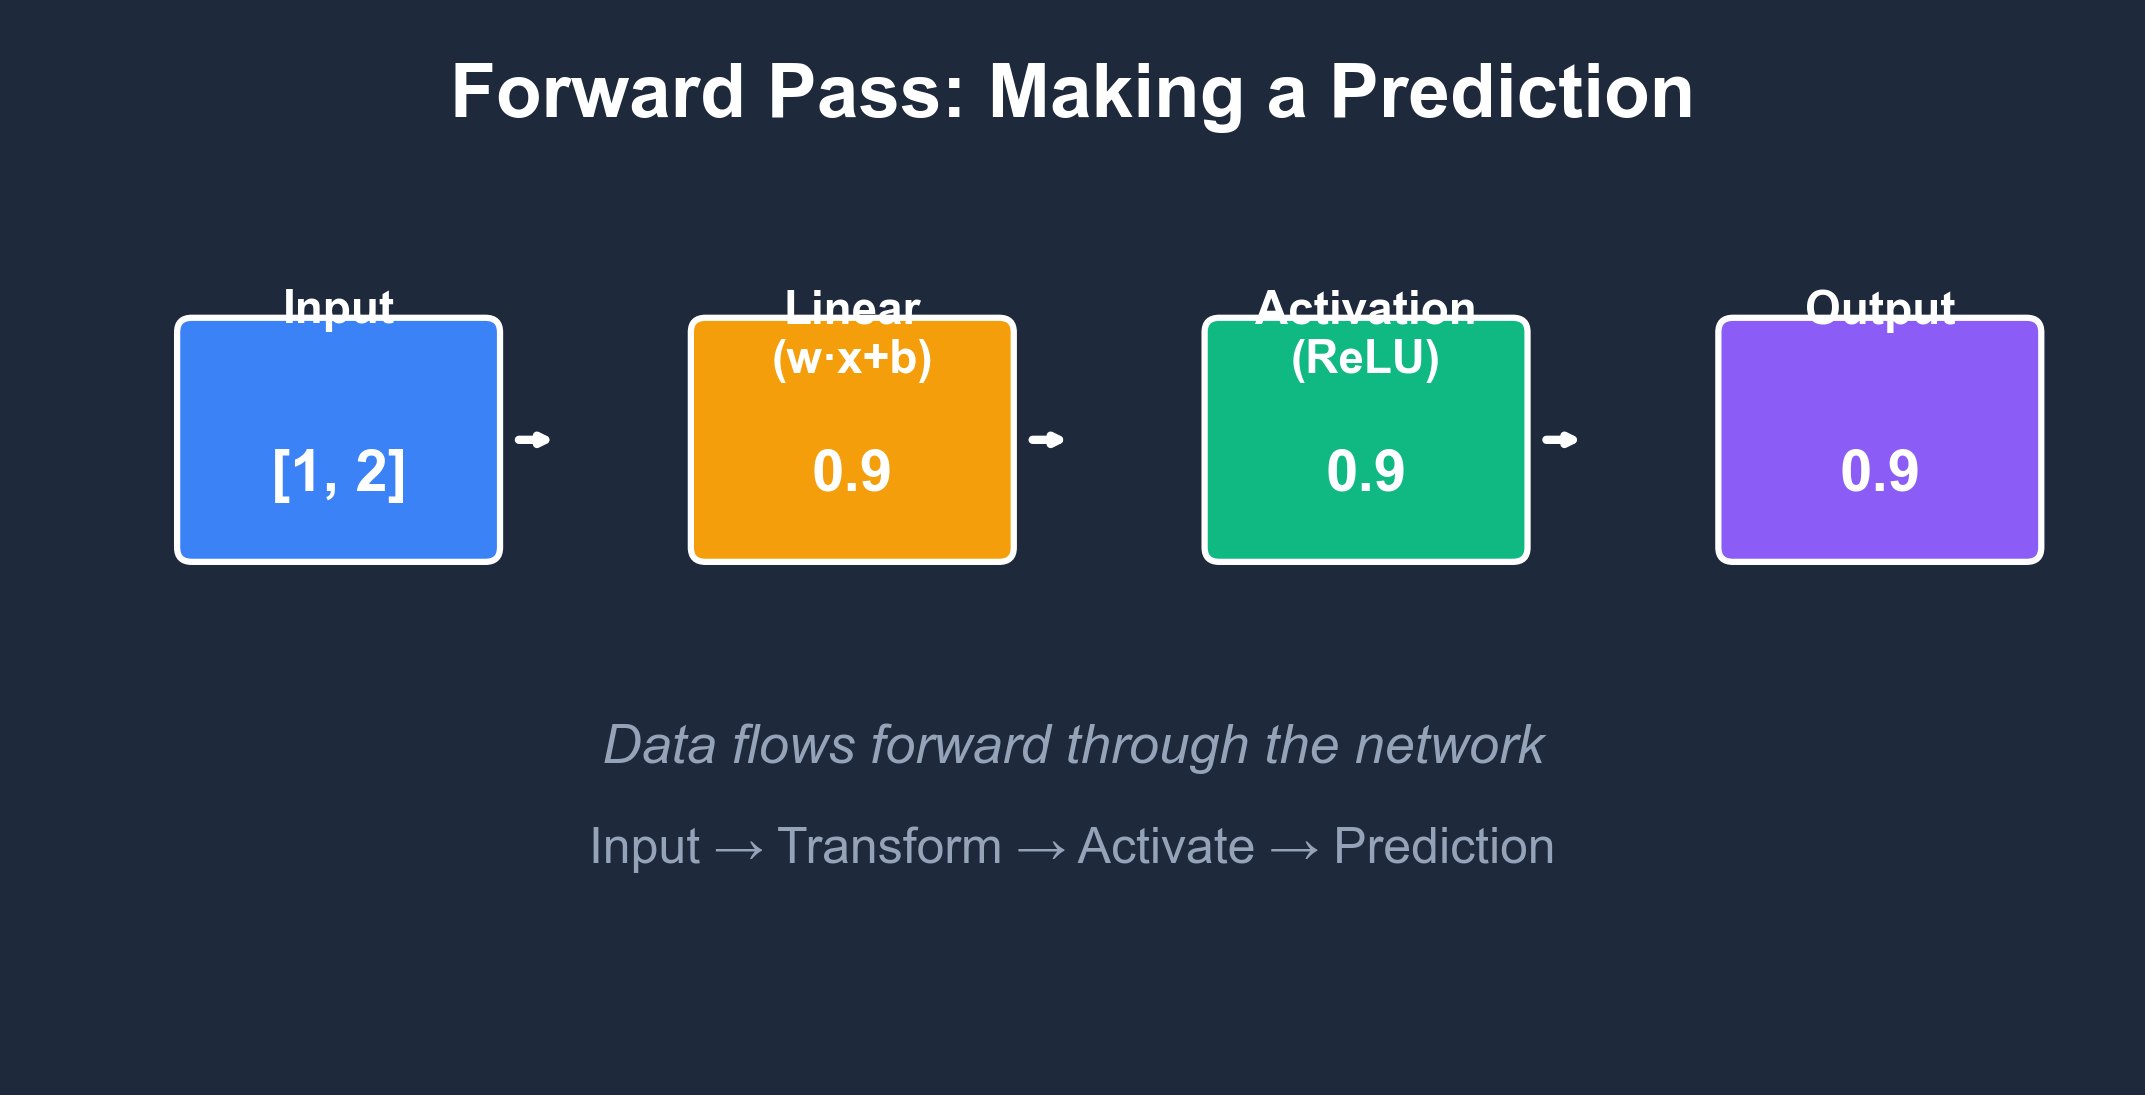 Forward Pass: Making a Prediction
Input
[1, 2]
Linear
(w·x+b)
0.9
Activation
(ReLU)
0.9
Output
0.9
Data flows forward through the network
Input → Transform → Activate → Prediction